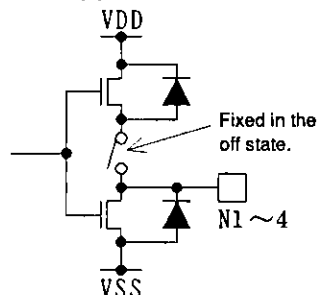 VDD
Fixed in the
off state.
N1～4
VSS